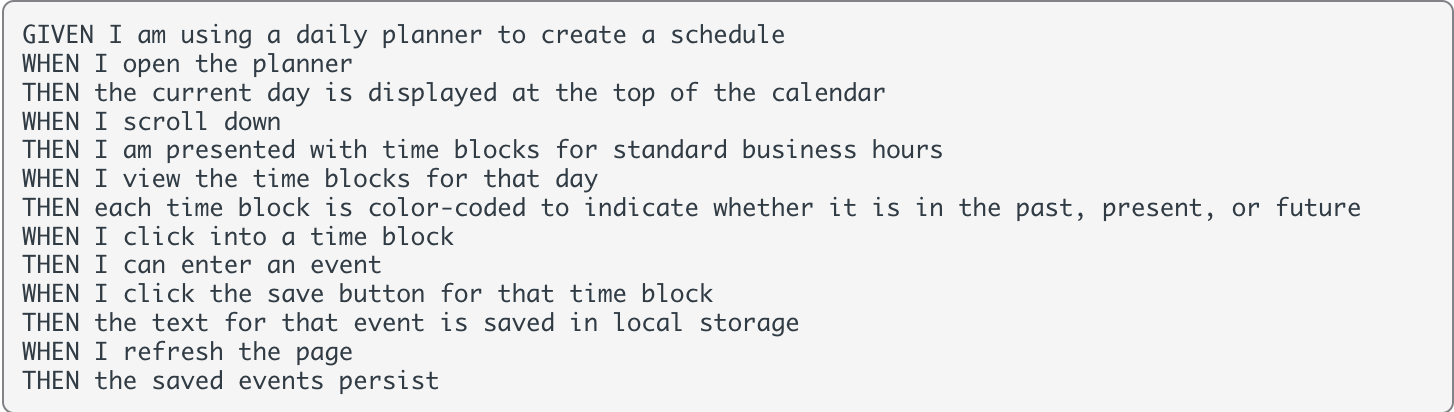 GIVEN I am using a daily planner to create a schedule
WHEN I open the planner
THEN the current day is displayed at the top of the calendar
WHEN I scroll down
THEN I am presented with time blocks for standard business hours
WHEN I view the time blocks for that day
THEN each time block is color-coded to indicate whether it is in the past, present, or future
WHEN I click into a time block
THEN I can enter an event
WHEN I click the save button for that time block
THEN the text for that event is saved in local storage
WHEN I refresh the page
THEN the saved events persist